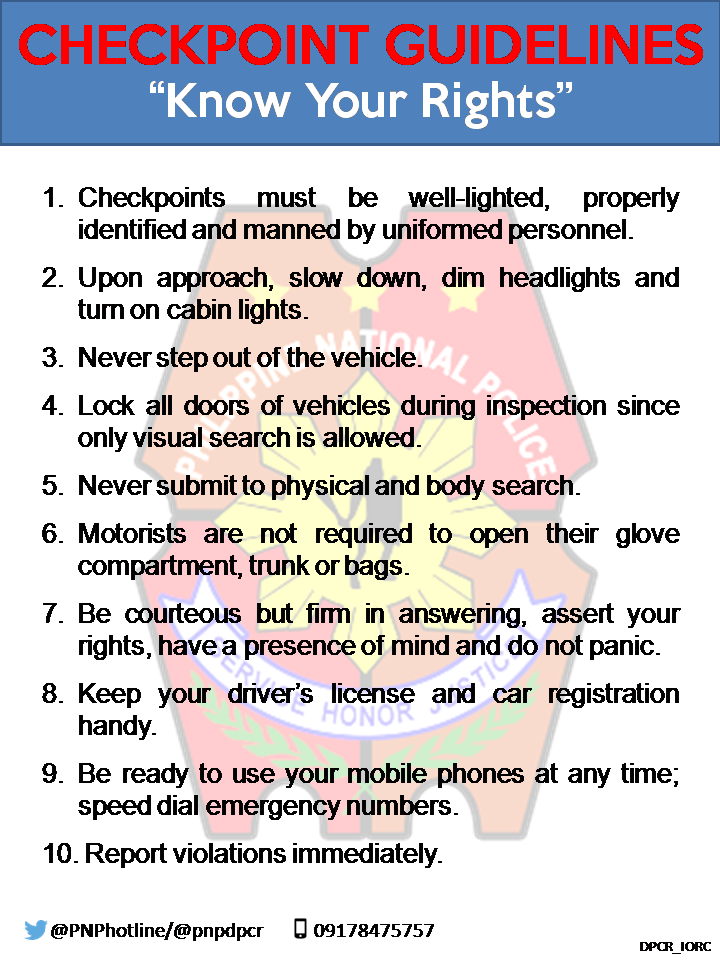 CHECKPOINT GUIDELINES
“Know Your Rights”
1. Checkpoints must be well-lighted, properly
identified and manned by uniformed personnel.
2. Upon approach, slow down, dim headlights and
turn on cabin lights.
3. Never step out of the vehicle.
4. Lock all doors of vehicles during inspection since
only visual search is allowed.
5. Never submit to physical and body search.
6. Motorists are not required to open their glove
compartment, trunk or bags.
7. Be courteous but firm in answering, assert your
rights, have a presence of mind and do not panic.
8. Keep your driver’s license and car registration
handy.
9. Be ready to use your mobile phones at any time;
speed dial emergency numbers.
10. Report violations immediately.
PHILIPPINE NATIONAL POLICE
SERVICE HONOR JUSTICE
@PNPhotline/@pnpdpcr 09178475757
DPCR_IORC